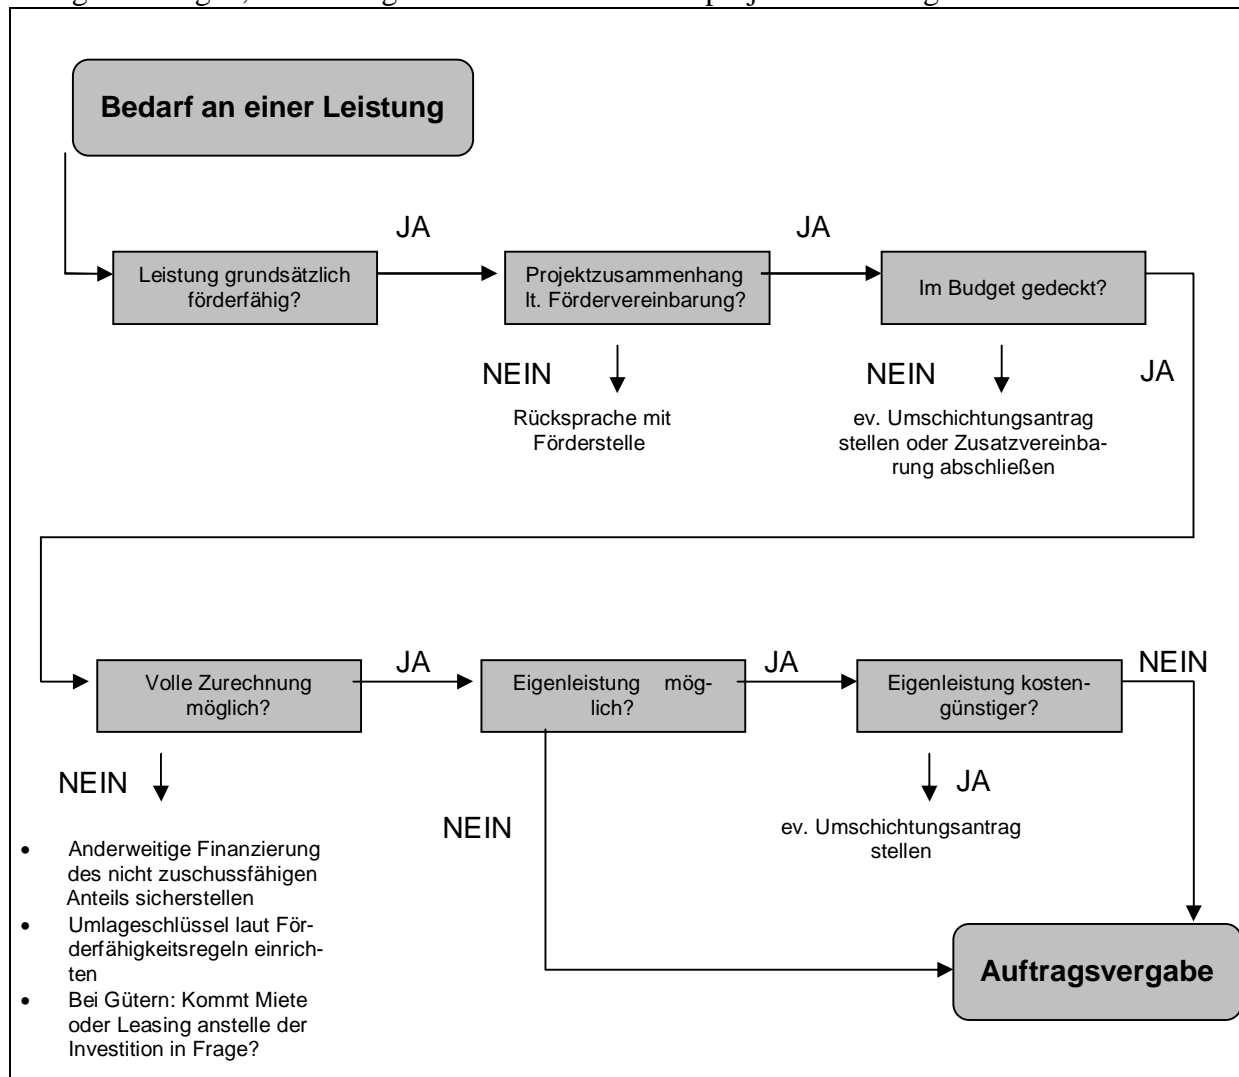 Bedarf an einer Leistung
JA
JA
Leistung grundsätzlich
förderfähig?
Projektzusammenhang
lt. Fördervereinbarung?
Im Budget gedeckt?
NEIN
NEIN
JA
Rücksprache mit
Förderstelle
ev. Umschichtungsantrag
stellen oder Zusatzvereinba-
rung abschließen
JA
JA
NEIN
Volle Zurechnung
möglich?
Eigenleistung mög-
lich?
Eigenleistung kosten-
günstiger?
NEIN
JA
NEIN
ev. Umschichtungsantrag
stellen
• Anderweitige Finanzierung
des nicht zuschussfähigen
Anteils sicherstellen
• Umlageschlüssel laut För-
derfähigkeitsregeln einrich-
ten
• Bei Gütern: Kommt Miete
oder Leasing anstelle der
Investition in Frage?
Auftragsvergabe